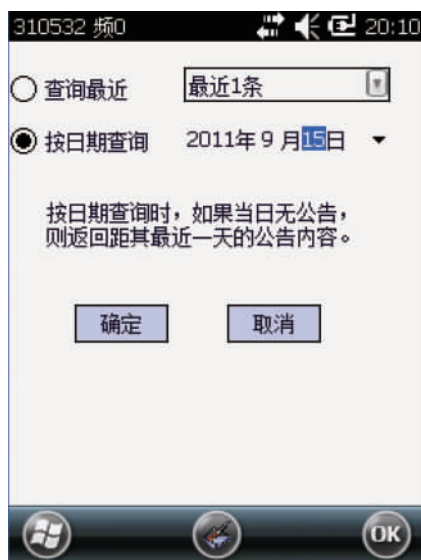 310532 频0 20:10
查询最近 最近1条
按日期查询 2011年 9 月15日
按日期查询时，如果当日无公告，
则返回距其最近一天的公告内容。
确定 取消
OK